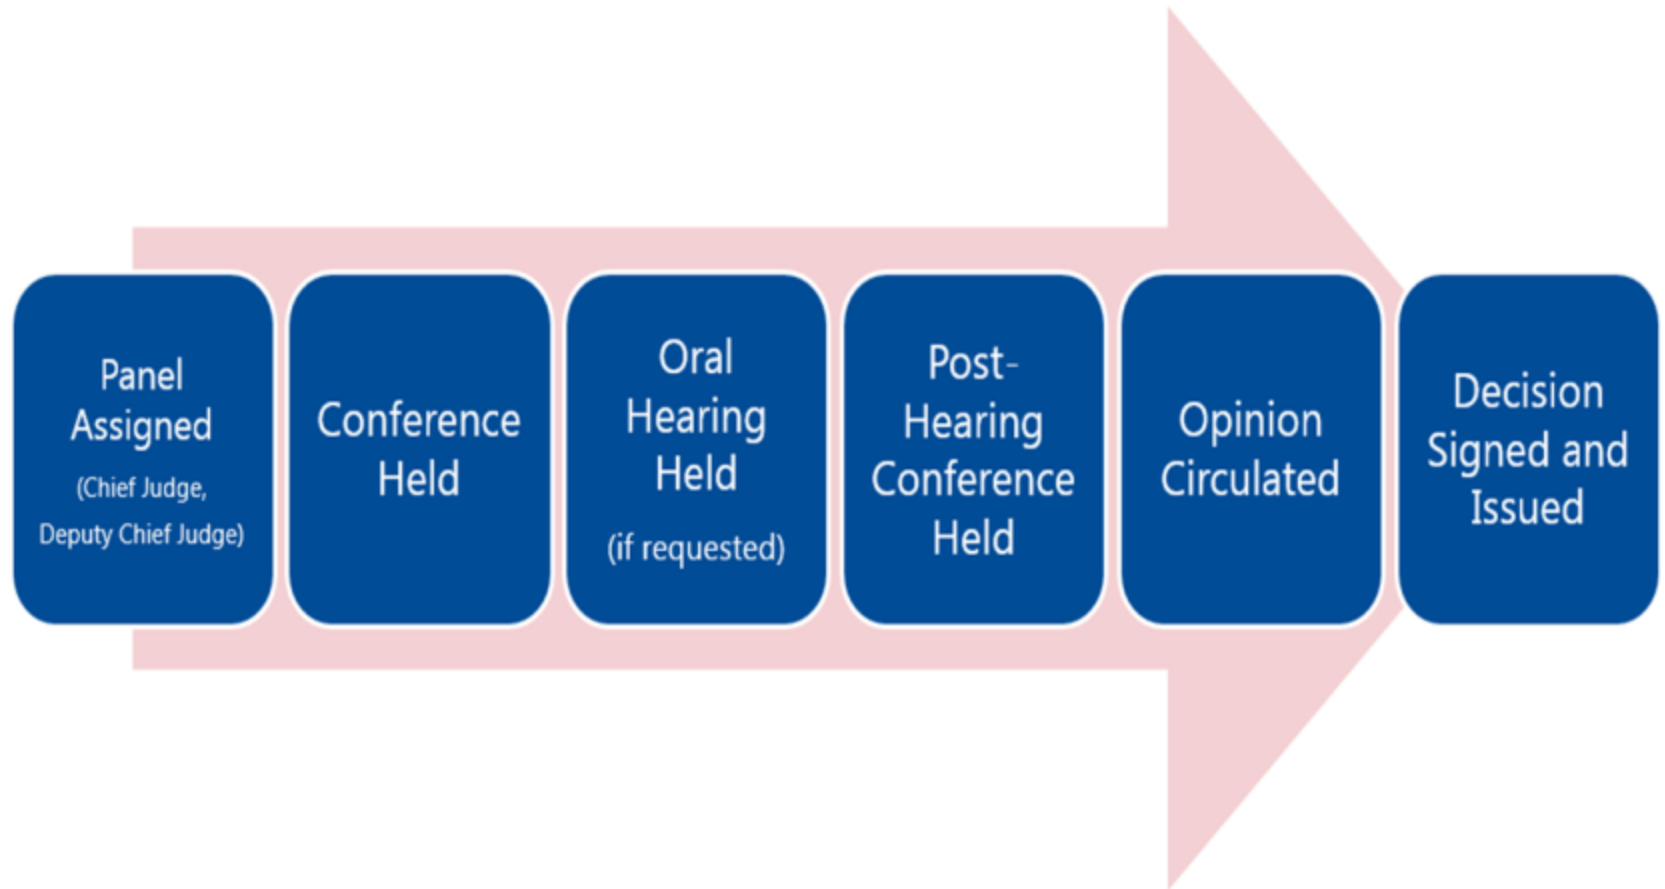 Panel
Assigned
(Chief Judge,
Deputy Chief Judge)
Conference
Held
Oral
Hearing
Held
(if requested)
Post-
Hearing
Conference
Held
Opinion
Circulated
Decision
Signed and
Issued